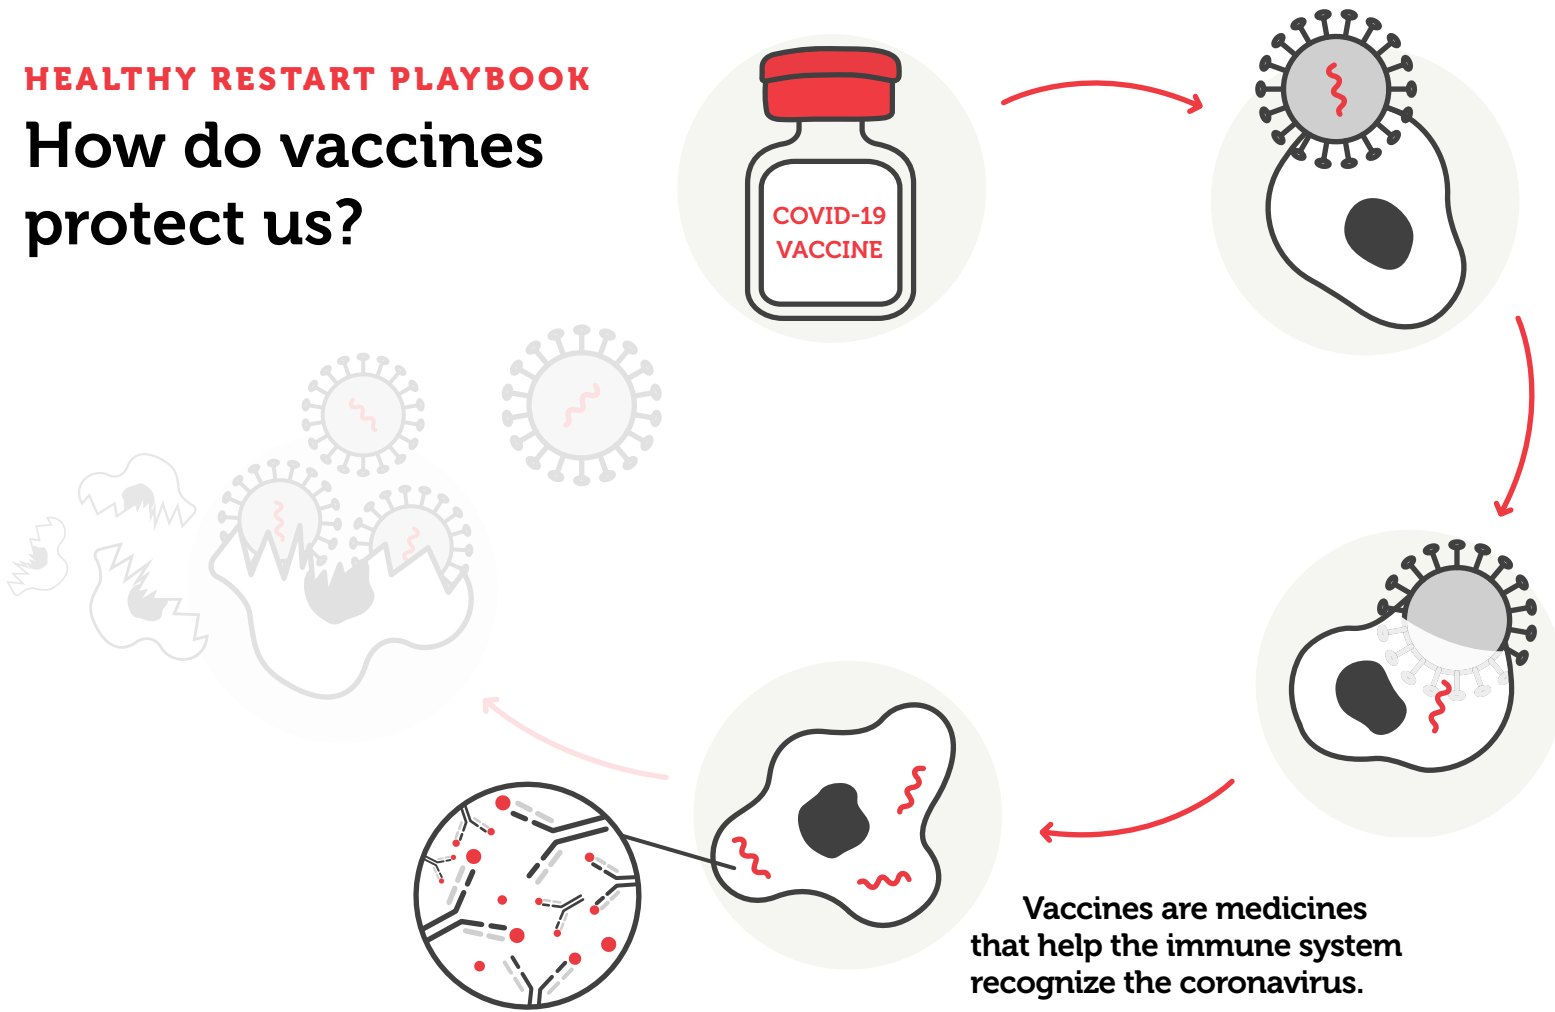 HEALTHY RESTART PLAYBOOK
How do vaccines
protect us?
COVID-19
VACCINE
Vaccines are medicines
that help the immune system
recognize the coronavirus.